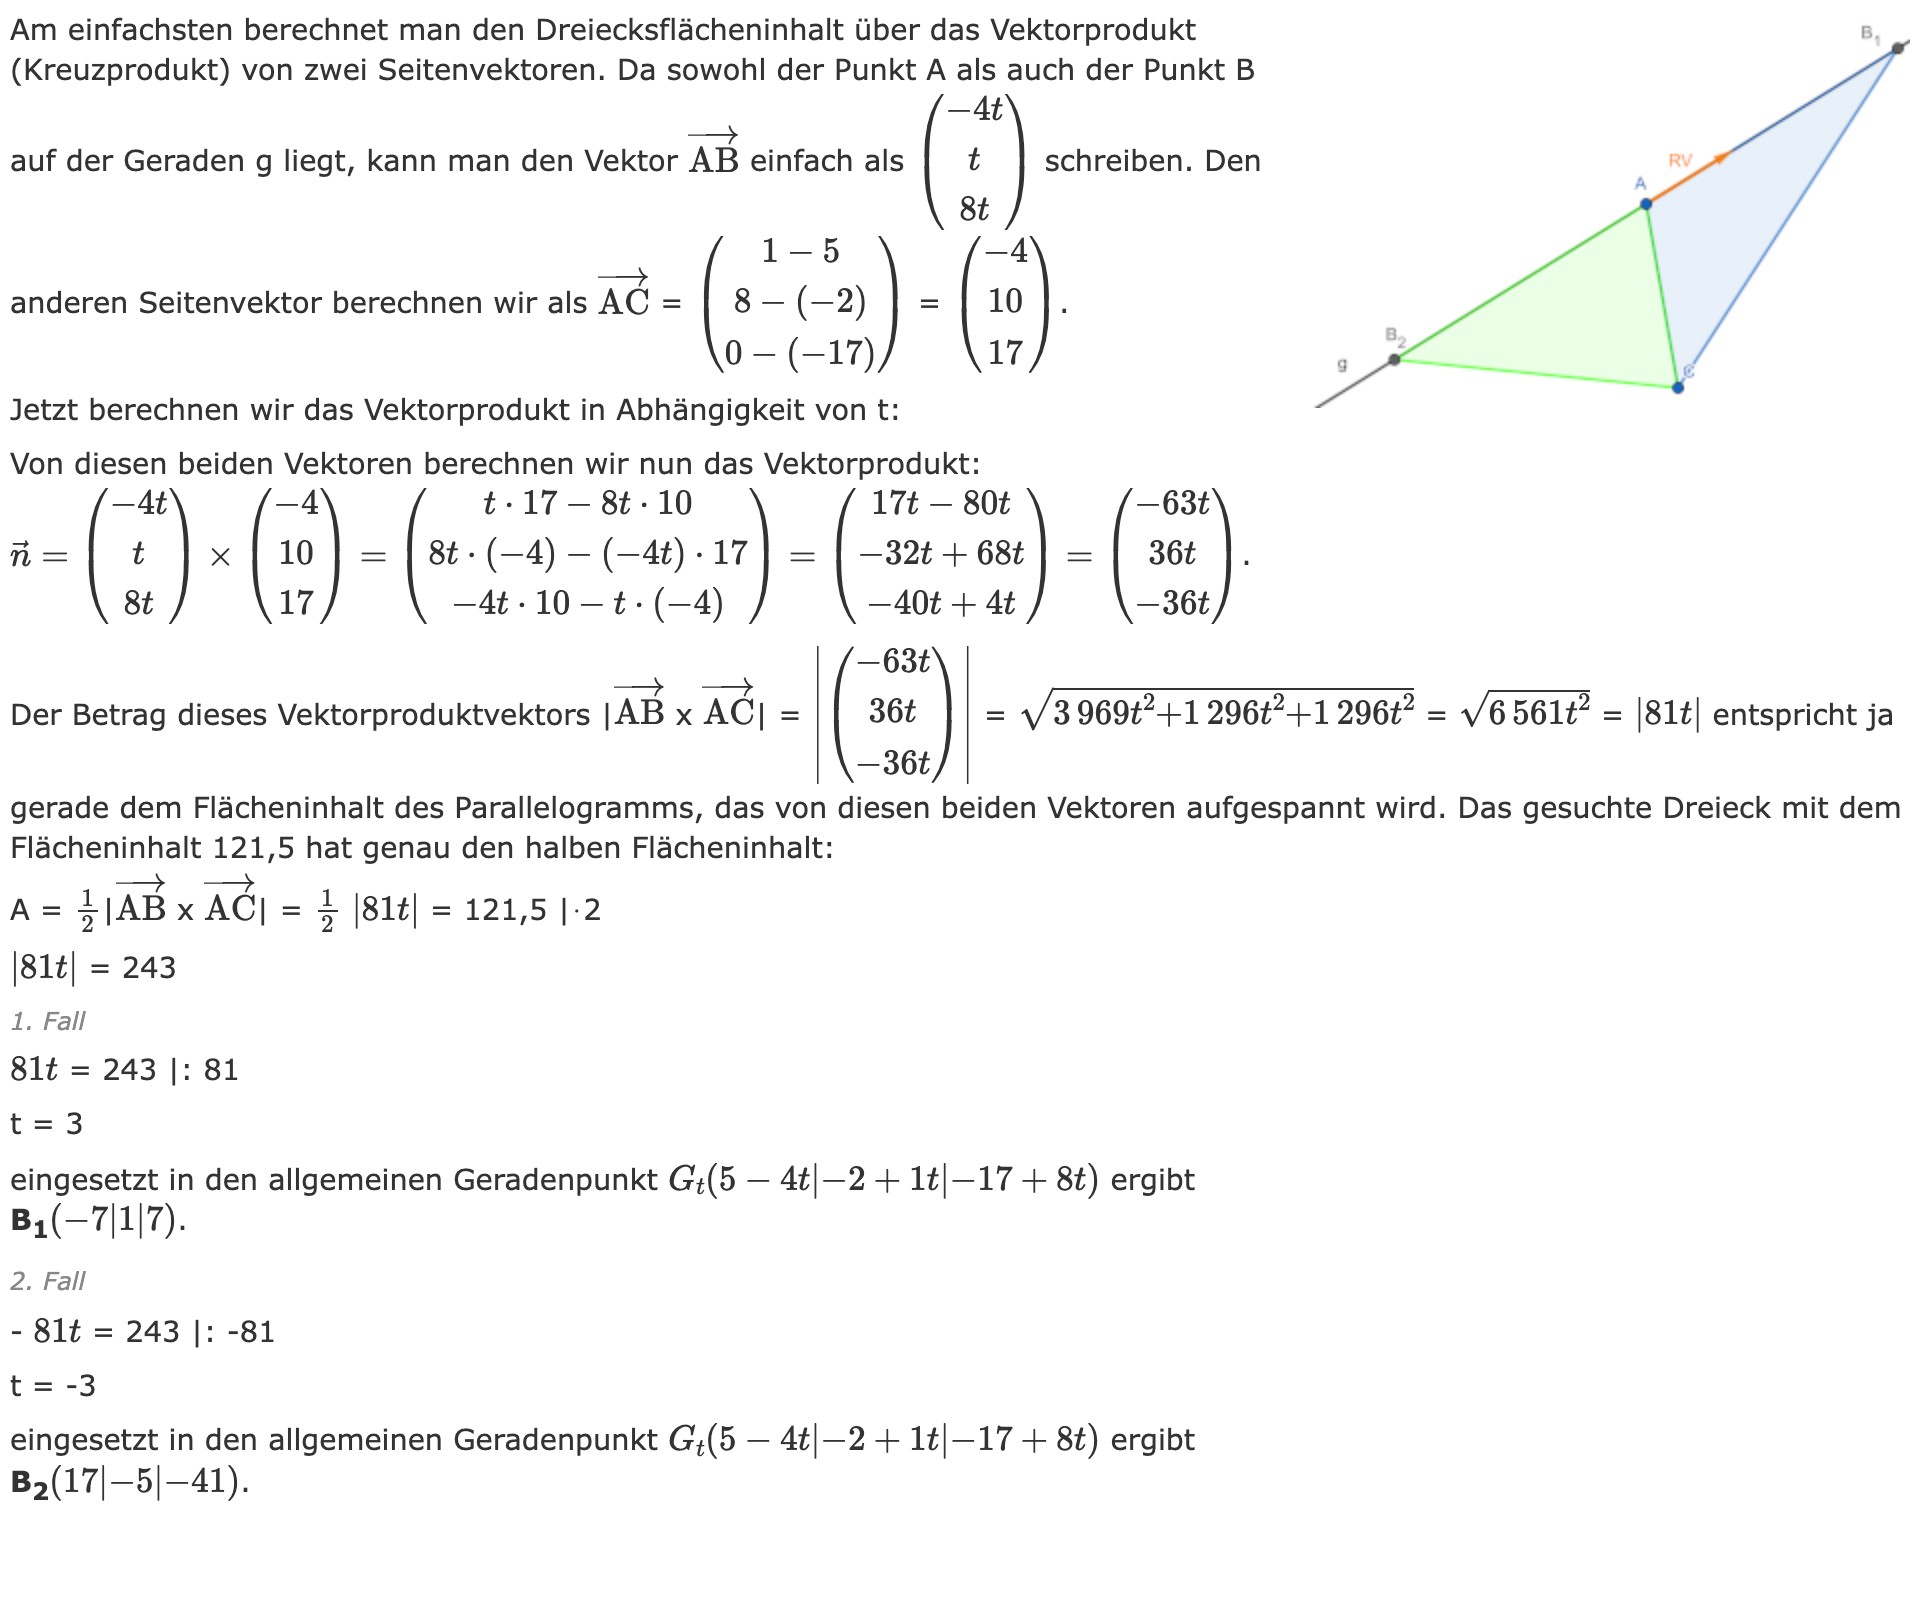 Am einfachsten berechnet man den Dreiecksflächeninhalt über das Vektorprodukt
(Kreuzprodukt) von zwei Seitenvektoren. Da sowohl der Punkt A als auch der Punkt B
auf der Geraden g liegt, kann man den Vektor $\overrightarrow{AB}$ einfach als $\begin{pmatrix} -4t \\ t \\ 8t \end{pmatrix}$ schreiben. Den
anderen Seitenvektor berechnen wir als $\overrightarrow{AC}$ = $\begin{pmatrix} 1-5 \\ 8-(-2) \\ 0-(-17) \end{pmatrix}$ = $\begin{pmatrix} -4 \\ 10 \\ 17 \end{pmatrix}$.
B₁
RV
A
B₂
g
C
Jetzt berechnen wir das Vektorprodukt in Abhängigkeit von t:
Von diesen beiden Vektoren berechnen wir nun das Vektorprodukt:
$\vec{n} = \begin{pmatrix} -4t \\ t \\ 8t \end{pmatrix} \times \begin{pmatrix} -4 \\ 10 \\ 17 \end{pmatrix} = \begin{pmatrix} t \cdot 17 - 8t \cdot 10 \\ 8t \cdot (-4) - (-4t) \cdot 17 \\ -4t \cdot 10 - t \cdot (-4) \end{pmatrix} = \begin{pmatrix} 17t - 80t \\ -32t + 68t \\ -40t + 4t \end{pmatrix} = \begin{pmatrix} -63t \\ 36t \\ -36t \end{pmatrix}$.
Der Betrag dieses Vektorproduktvektors |$\overrightarrow{AB}$ x $\overrightarrow{AC}$| = $\left| \begin{pmatrix} -63t \\ 36t \\ -36t \end{pmatrix} \right|$ = $\sqrt{3\,969t^2+1\,296t^2+1\,296t^2}$ = $\sqrt{6\,561t^2}$ = $|81t|$ entspricht ja
gerade dem Flächeninhalt des Parallelogramms, das von diesen beiden Vektoren aufgespannt wird. Das gesuchte Dreieck mit dem
Flächeninhalt 121,5 hat genau den halben Flächeninhalt:
A = $\frac{1}{2}$|$\overrightarrow{AB}$ x $\overrightarrow{AC}$| = $\frac{1}{2}$ $|81t|$ = 121,5 |⋅2
$|81t|$ = 243
1. Fall
$81t$ = 243 |: 81
t = 3
eingesetzt in den allgemeinen Geradenpunkt $G_t(5-4t|-2+1t|-17+8t)$ ergibt
B₁$(-7|1|7)$.
2. Fall
- $81t$ = 243 |: -81
t = -3
eingesetzt in den allgemeinen Geradenpunkt $G_t(5-4t|-2+1t|-17+8t)$ ergibt
B₂$(17|-5|-41)$.